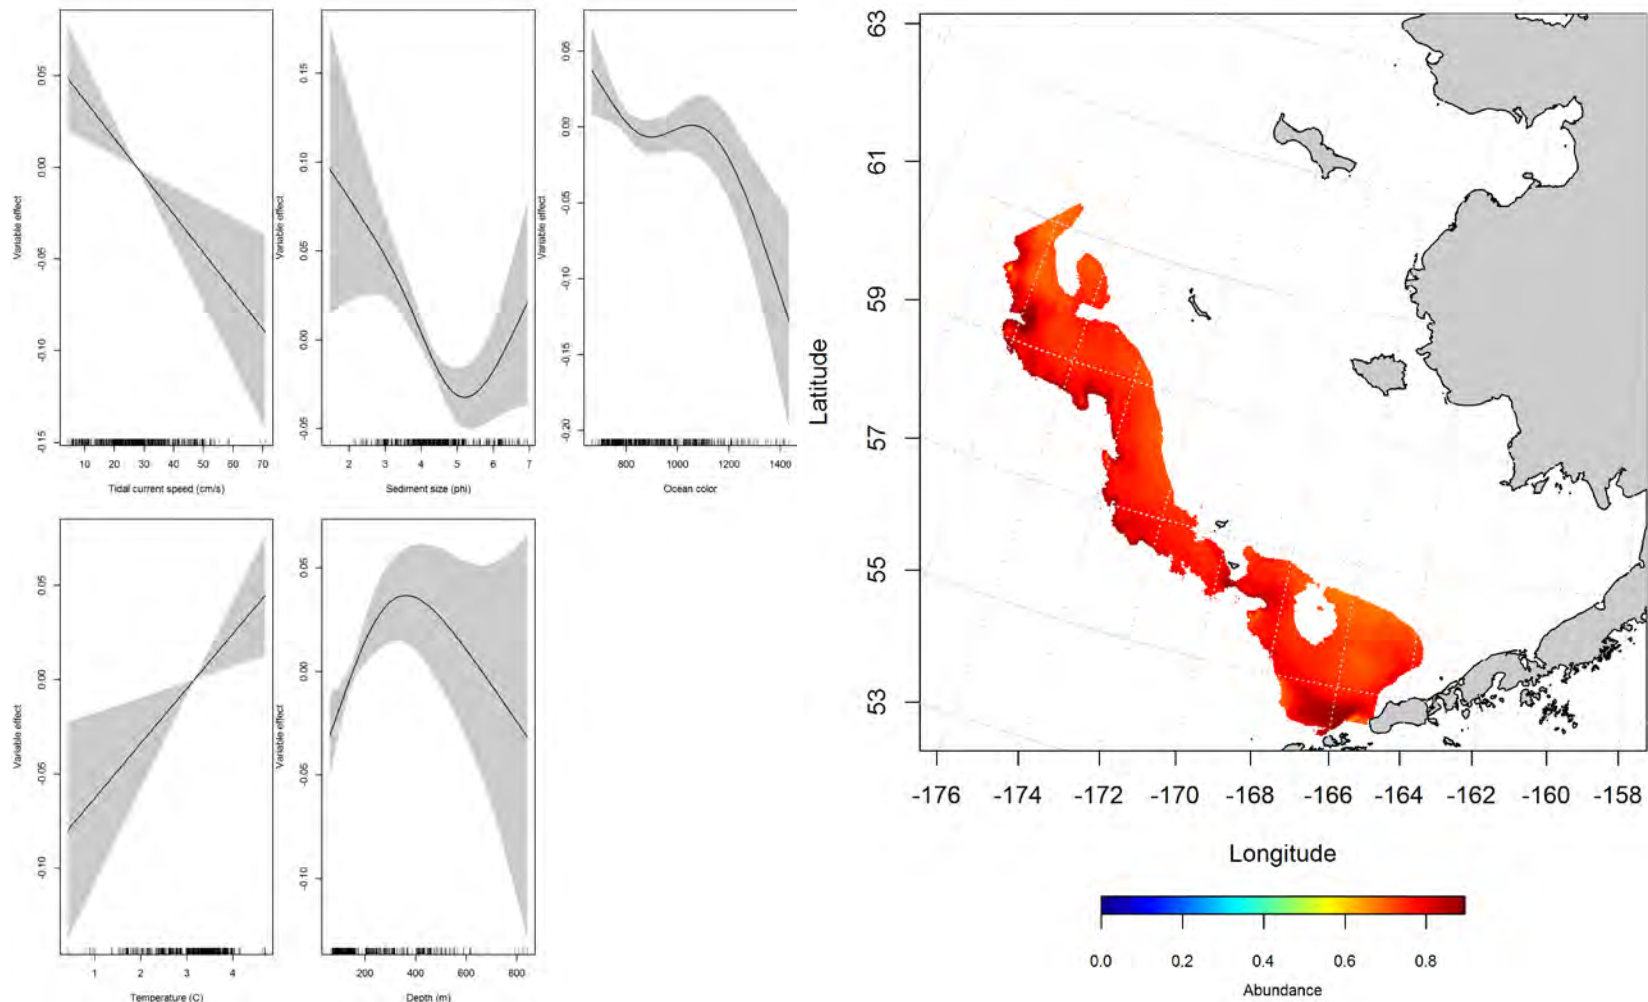 Variable effect
0.05
0.00
-0.05
-0.10
-0.15
10 20 30 40 50 60 70
Tidal current speed (cm/s)
Variable effect
0.15
0.10
0.05
0.00
-0.05
2 3 4 5 6 7
Sediment size (phi)
Variable effect
0.05
0.00
-0.05
-0.10
-0.15
-0.20
800 1000 1200 1400
Ocean color
Variable effect
0.05
0.00
-0.05
-0.10
1 2 3 4
Temperature (C)
Variable effect
0.05
0.00
-0.05
-0.10
200 400 600 800
Depth (m)
Latitude
63
61
59
57
55
53
-176 -174 -172 -170 -168 -166 -164 -162 -160 -158
Longitude
0.0 0.2 0.4 0.6 0.8
Abundance